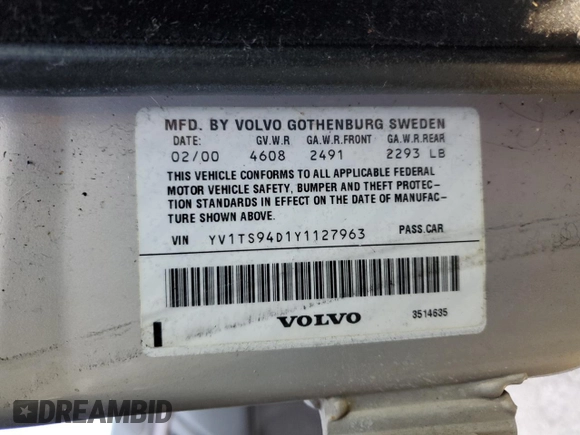 MFD. BY VOLVO GOTHENBURG SWEDEN
DATE: GV.W.R GA.W.R.FRONT GA.W.R.REAR
02/00 4608 2491 2293 LB
THIS VEHICLE CONFORMS TO ALL APPLICABLE FEDERAL
MOTOR VEHICLE SAFETY, BUMPER AND THEFT PROTEC-
TION STANDARDS IN EFFECT ON THE DATE OF MANUFAC-
TURE SHOWN ABOVE.
VIN YV1TS94D1Y1127963 PASS.CAR
VOLVO 3514635
DREAMBID